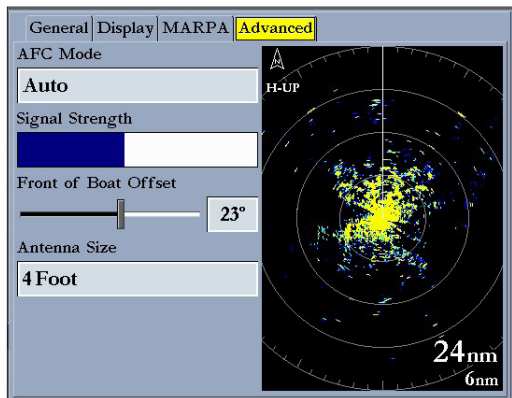 General Display MARPA Advanced
AFC Mode
Auto
Signal Strength
Front of Boat Offset
23°
Antenna Size
4 Foot
N
H-UP
24nm
6nm